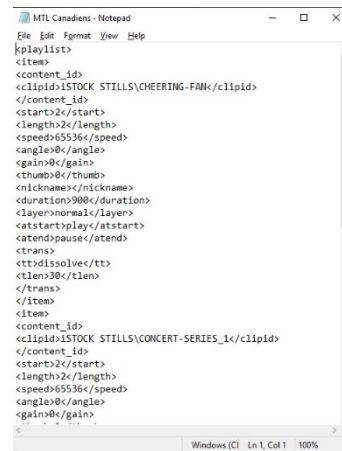 MTL Canadiens - Notepad
File Edit Format View Help
<playlist>
<item>
<content_id>
<clipid>iSTOCK STILLS\CHEERING-FAN</clipid>
</content_id>
<start>2</start>
<length>2</length>
<speed>65536</speed>
<angle>0</angle>
<gain>0</gain>
<thumb>0</thumb>
<nickname></nickname>
<duration>900</duration>
<layer>normal</layer>
<atstart>play</atstart>
<atend>pause</atend>
<trans>
<tt>dissolve</tt>
<tlen>30</tlen>
</trans>
</item>
<item>
<content_id>
<clipid>iSTOCK STILLS\CONCERT-SERIES_1</clipid>
</content_id>
<start>2</start>
<length>2</length>
<speed>65536</speed>
<angle>0</angle>
<gain>0</gain>
Windows (Cl Ln 1, Col 1 100%